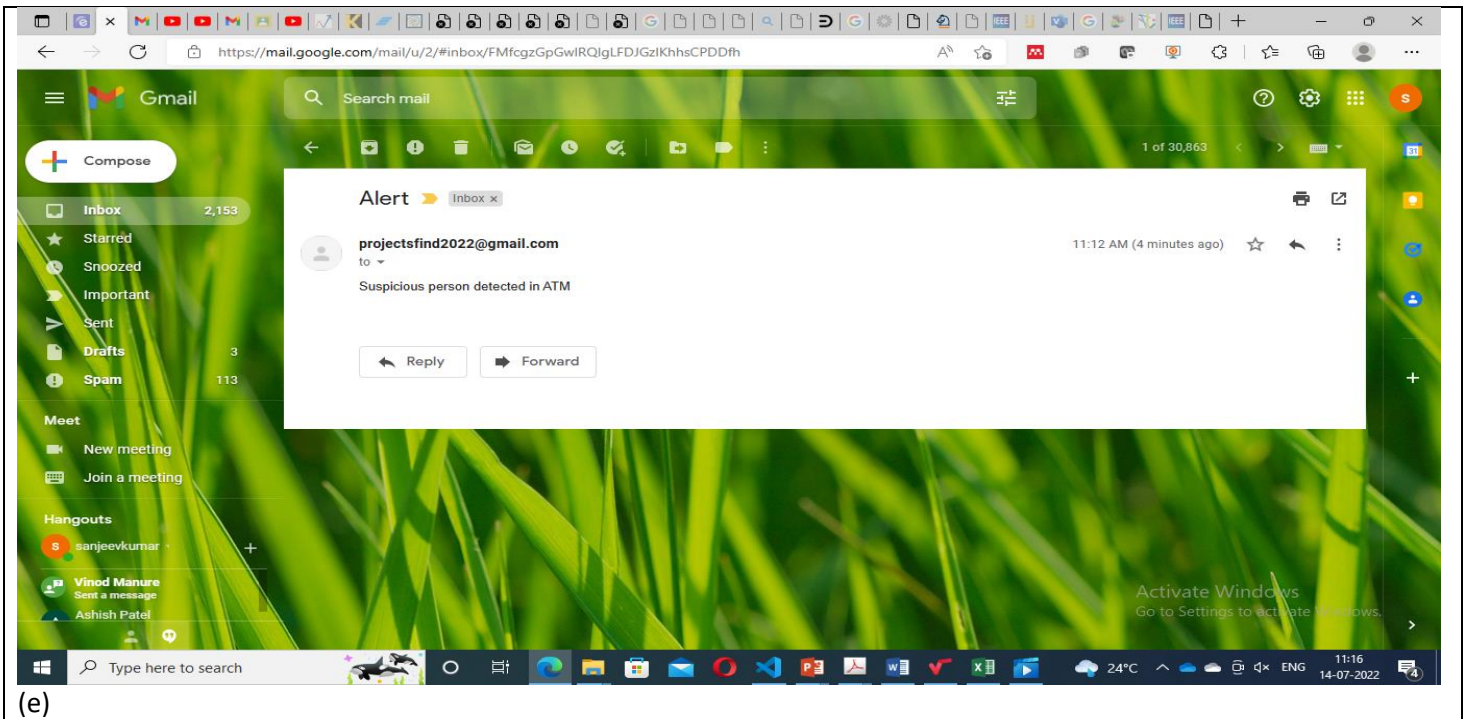 https://mail.google.com/mail/u/2/#inbox/FMfcgzGpGwIRQIgLFDJGzlKhhsCPDDfh
Gmail
Search mail
S
Compose
1 of 30,863
31
Inbox 2,153
Starred
Snoozed
Important
Sent
Drafts 3
Spam 113
Alert Inbox ×
projectsfind2022@gmail.com 11:12 AM (4 minutes ago)
to
Suspicious person detected in ATM
Reply Forward
Meet
New meeting
Join a meeting
Hangouts
S sanjeevkumar
Vinod Manure
Sent a message
Ashish Patel
Activate Windows
Go to Settings to activate Windows.
Type here to search
24°C ENG 11:16
14-07-2022
4
(e)